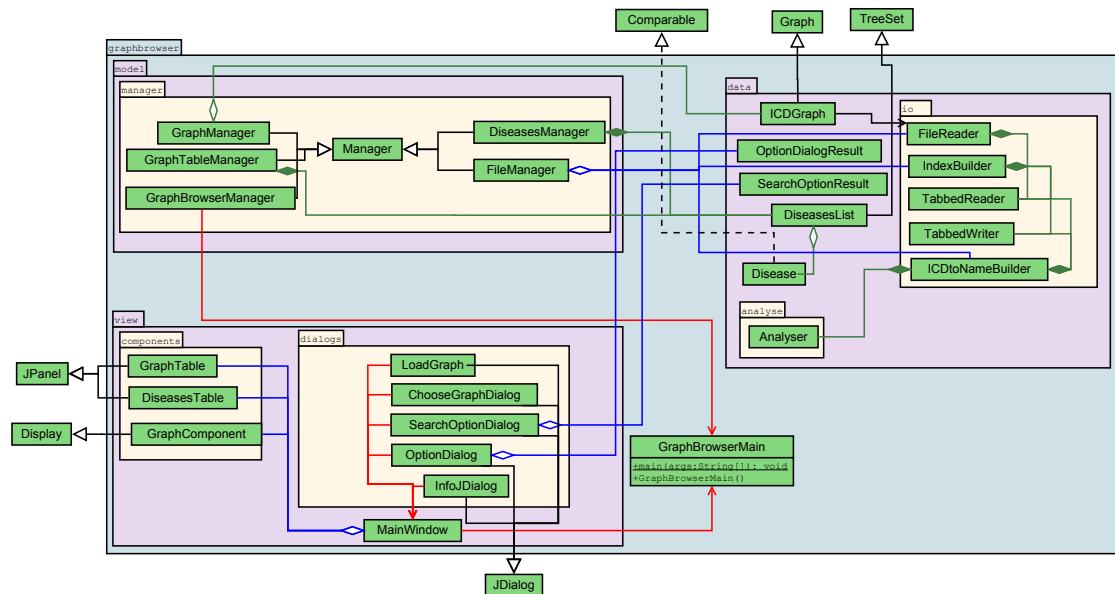 Comparable
Graph
TreeSet
graphbrowser
model
manager
GraphManager
GraphTableManager
GraphBrowserManager
Manager
DiseasesManager
FileManager
data
ICDGraph
OptionDialogResult
SearchOptionResult
DiseasesList
Disease
io
FileReader
IndexBuilder
TabbedReader
TabbedWriter
ICDtoNameBuilder
analyse
Analyser
view
components
GraphTable
DiseasesTable
GraphComponent
JPanel
Display
dialogs
LoadGraph
ChooseGraphDialog
SearchOptionDialog
OptionDialog
InfoJDialog
MainWindow
GraphBrowserMain
+main(args:String[]): void
+GraphBrowserMain()
JDialog